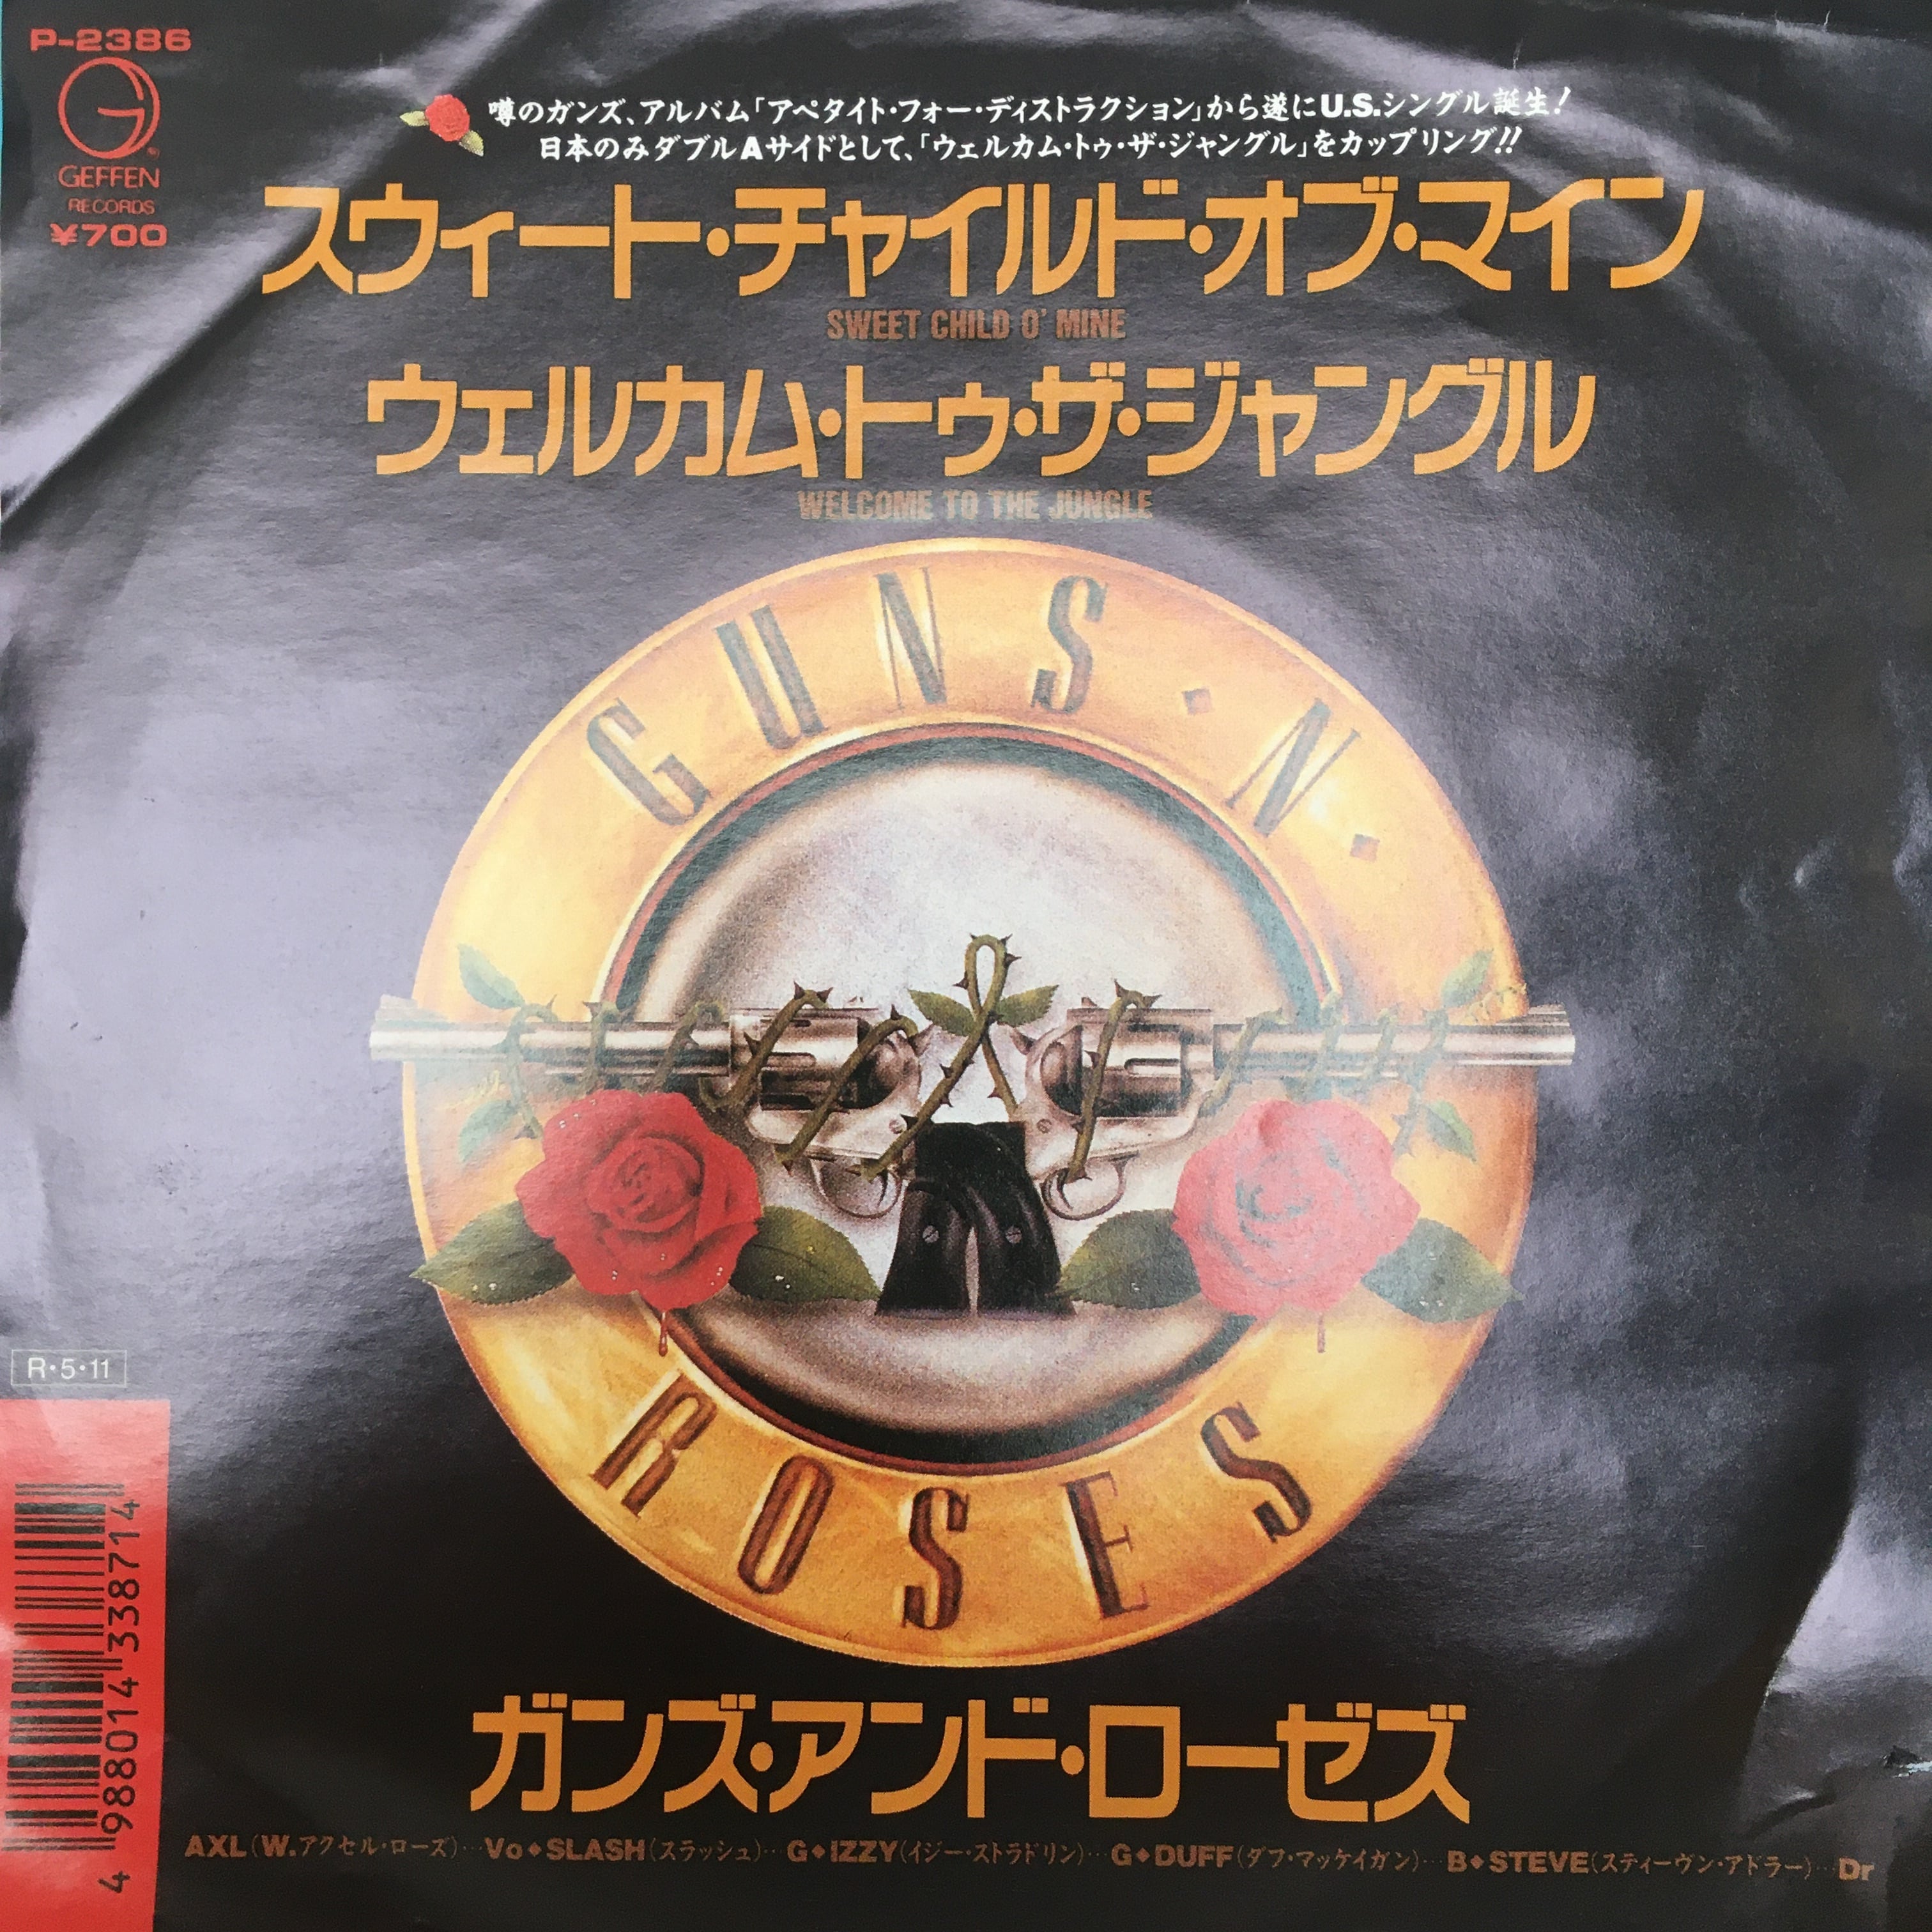 P-2386
GEFFEN
RECORDS
¥700
噂のガンズ、アルバム「アペタイト・フォー・ディストラクション」から遂にU.S.シングル誕生!
日本のみダブルAサイドとして、「ウェルカム・トゥ・ザ・ジャングル」をカップリング!!
スウィート・チャイルド・オブ・マイン
SWEET CHILD O' MINE
ウェルカム・トゥ・ザ・ジャングル
WELCOME TO THE JUNGLE
GUNS・N・
ROSES
R・5・11
4 988014 338714
ガンズ・アンド・ローゼズ
AXL(W.アクセル・ローズ)…Vo◆SLASH(スラッシュ)…G◆IZZY(イジー・ストラドリン)…G◆DUFF(ダフ・マッケイガン)…B◆STEVE(スティーヴン・アドラー)…Dr